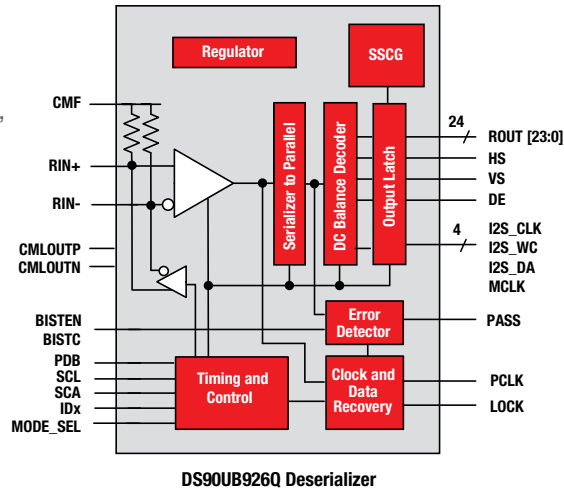 ,
Regulator
SSCG
CMF
RIN+
RIN-
CMLOUTP
CMLOUTN
BISTEN
BISTC
PDB
SCL
SCA
IDx
MODE_SEL
Serializer to Parallel
DC Balance Decoder
Output Latch
24
ROUT [23:0]
HS
VS
DE
4
I2S_CLK
I2S_WC
I2S_DA
MCLK
Error
Detector
PASS
Timing and
Control
Clock and
Data
Recovery
PCLK
LOCK
DS90UB926Q Deserializer